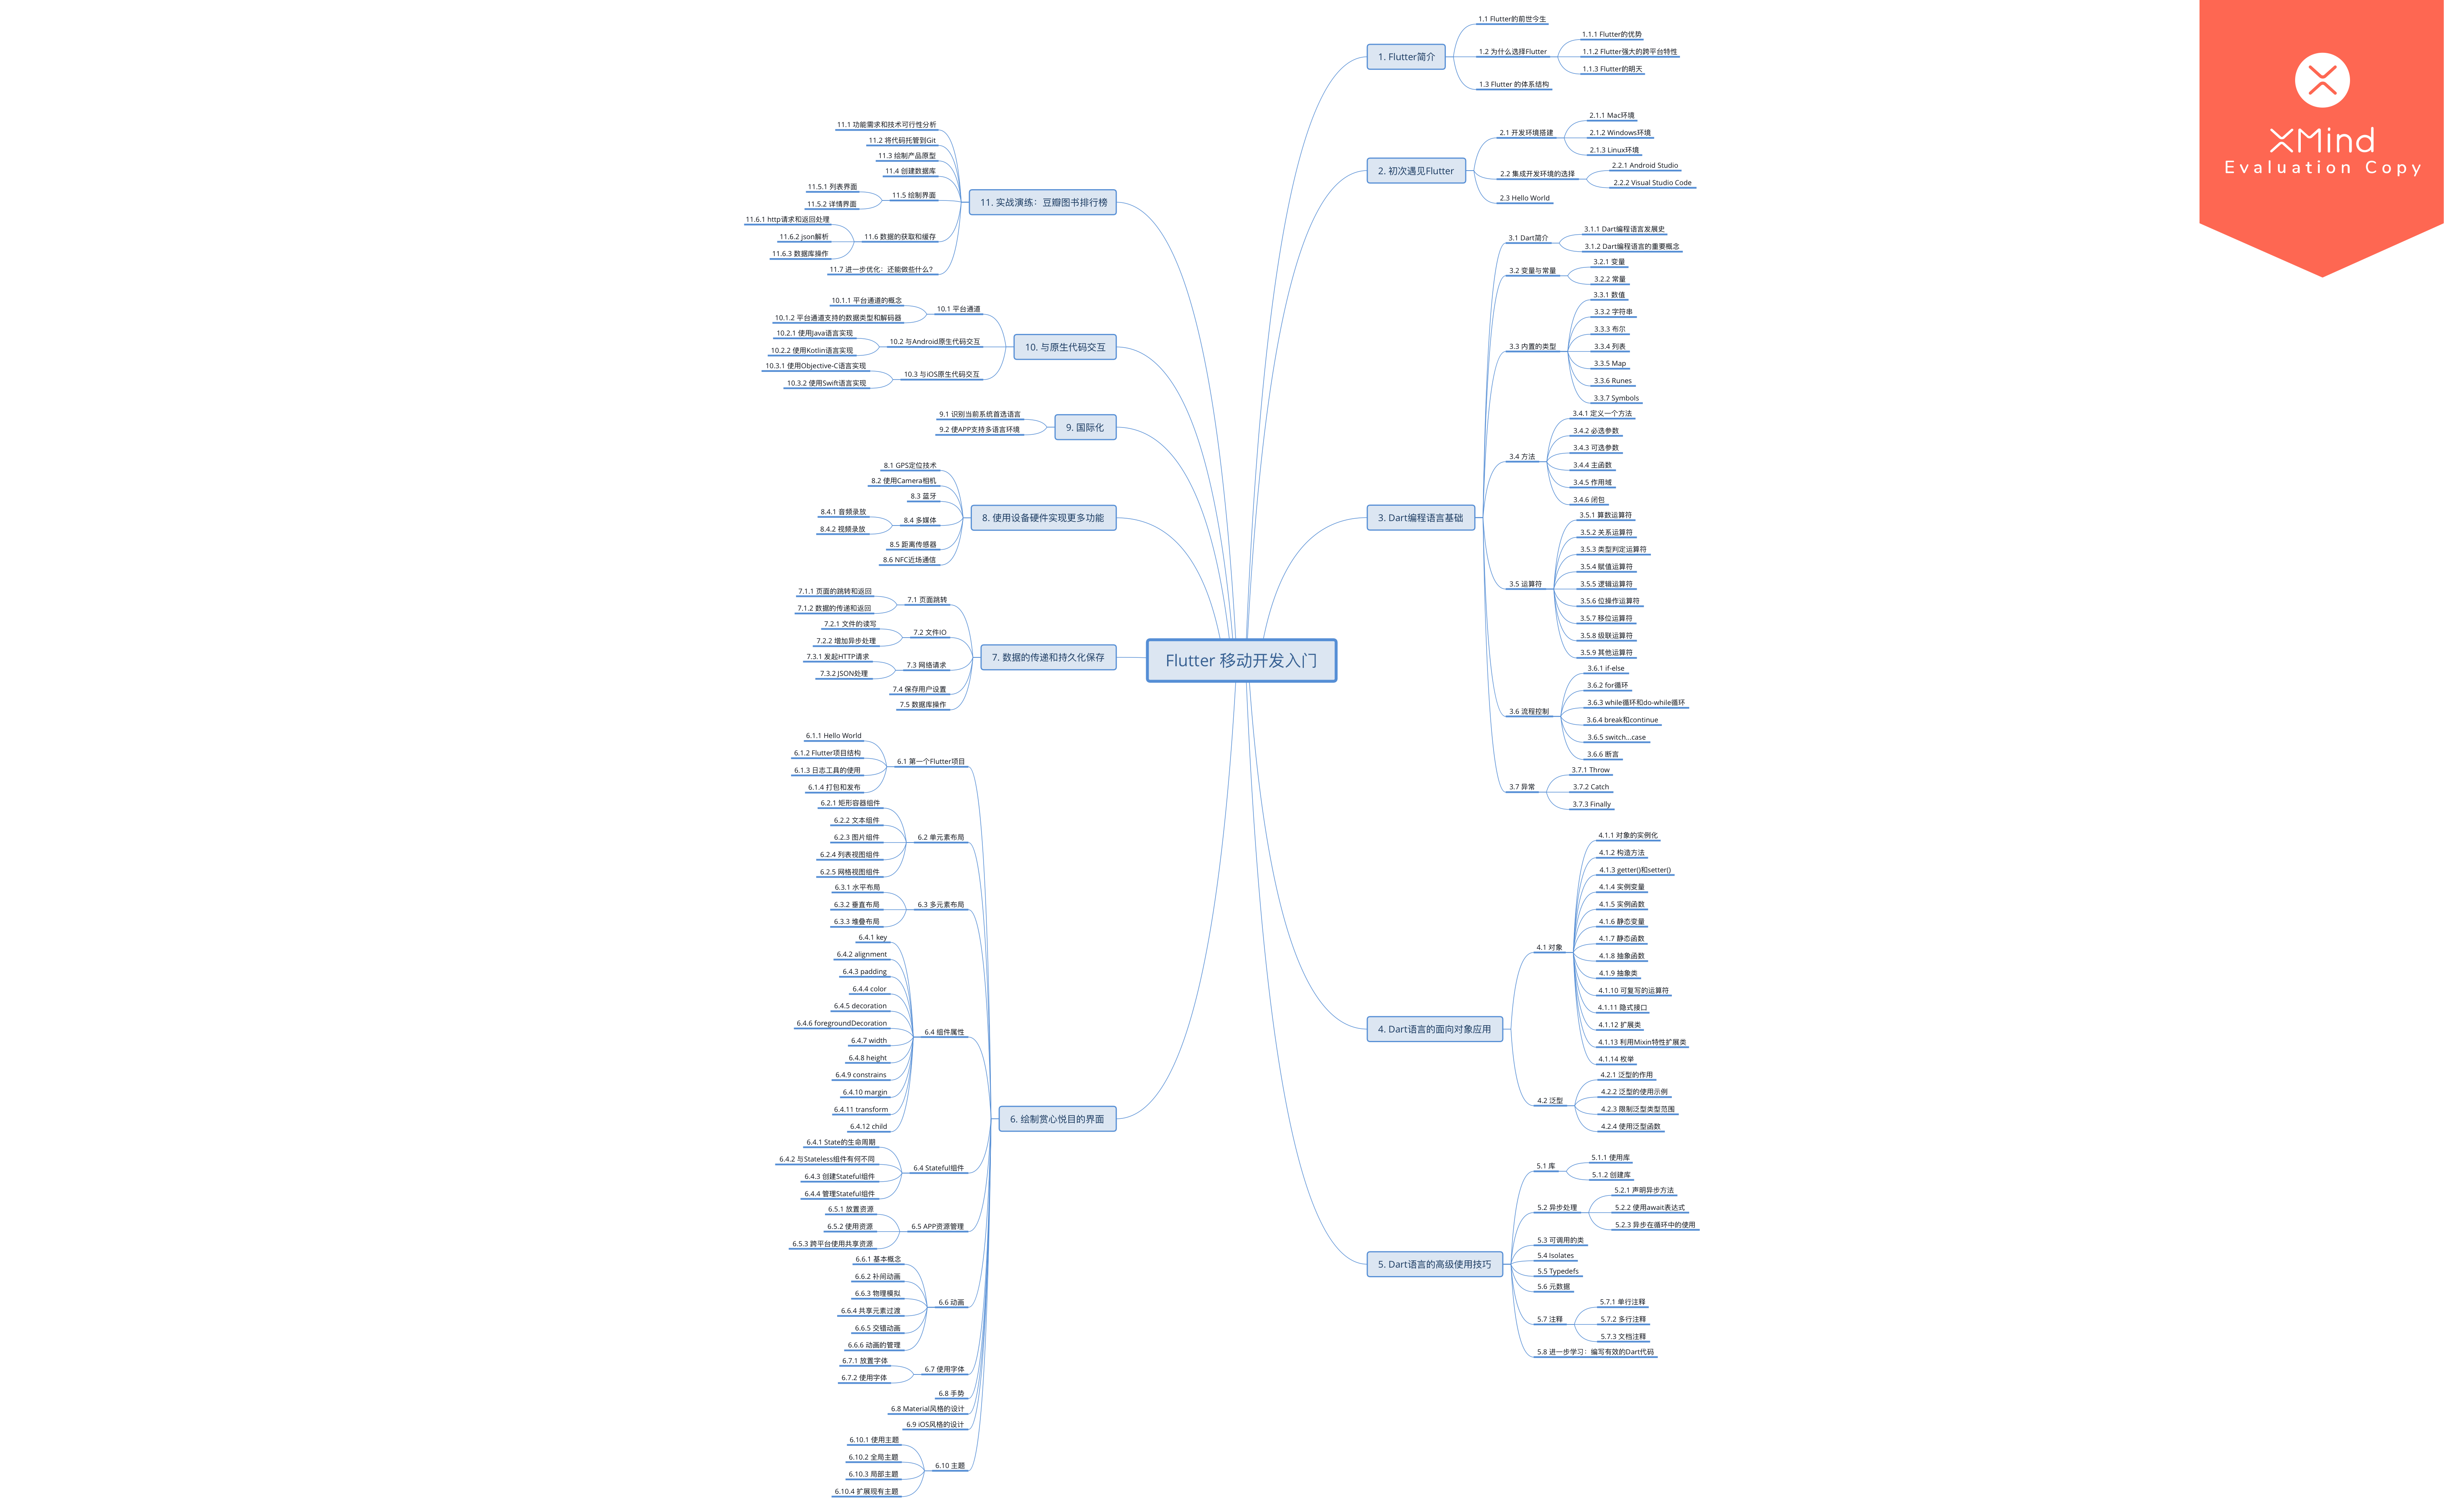 Flutter 移动开发入门
1. Flutter简介
1.1 Flutter的前世今生
1.2 为什么选择Flutter
1.1.1 Flutter的优势
1.1.2 Flutter强大的跨平台特性
1.1.3 Flutter的明天
1.3 Flutter 的体系结构
2. 初次遇见Flutter
2.1 开发环境搭建
2.1.1 Mac环境
2.1.2 Windows环境
2.1.3 Linux环境
2.2 集成开发环境的选择
2.2.1 Android Studio
2.2.2 Visual Studio Code
2.3 Hello World
3. Dart编程语言基础
3.1 Dart简介
3.1.1 Dart编程语言发展史
3.1.2 Dart编程语言的重要概念
3.2 变量与常量
3.2.1 变量
3.2.2 常量
3.3 内置的类型
3.3.1 数值
3.3.2 字符串
3.3.3 布尔
3.3.4 列表
3.3.5 Map
3.3.6 Runes
3.3.7 Symbols
3.4 方法
3.4.1 定义一个方法
3.4.2 必选参数
3.4.3 可选参数
3.4.4 主函数
3.4.5 作用域
3.4.6 闭包
3.5 运算符
3.5.1 算数运算符
3.5.2 关系运算符
3.5.3 类型判定运算符
3.5.4 赋值运算符
3.5.5 逻辑运算符
3.5.6 位操作运算符
3.5.7 移位运算符
3.5.8 级联运算符
3.5.9 其他运算符
3.6 流程控制
3.6.1 if-else
3.6.2 for循环
3.6.3 while循环和do-while循环
3.6.4 break和continue
3.6.5 switch...case
3.6.6 断言
3.7 异常
3.7.1 Throw
3.7.2 Catch
3.7.3 Finally
4. Dart语言的面向对象应用
4.1 对象
4.1.1 对象的实例化
4.1.2 构造方法
4.1.3 getter()和setter()
4.1.4 实例变量
4.1.5 实例函数
4.1.6 静态变量
4.1.7 静态函数
4.1.8 抽象函数
4.1.9 抽象类
4.1.10 可复写的运算符
4.1.11 隐式接口
4.1.12 扩展类
4.1.13 利用Mixin特性扩展类
4.1.14 枚举
4.2 泛型
4.2.1 泛型的作用
4.2.2 泛型的使用示例
4.2.3 限制泛型类型范围
4.2.4 使用泛型函数
5. Dart语言的高级使用技巧
5.1 库
5.1.1 使用库
5.1.2 创建库
5.2 异步处理
5.2.1 声明异步方法
5.2.2 使用await表达式
5.2.3 异步在循环中的使用
5.3 可调用的类
5.4 Isolates
5.5 Typedefs
5.6 元数据
5.7 注释
5.7.1 单行注释
5.7.2 多行注释
5.7.3 文档注释
5.8 进一步学习：编写有效的Dart代码
6. 绘制赏心悦目的界面
6.1 第一个Flutter项目
6.1.1 Hello World
6.1.2 Flutter项目结构
6.1.3 日志工具的使用
6.1.4 打包和发布
6.2 单元素布局
6.2.1 矩形容器组件
6.2.2 文本组件
6.2.3 图片组件
6.2.4 列表视图组件
6.2.5 网格视图组件
6.3 多元素布局
6.3.1 水平布局
6.3.2 垂直布局
6.3.3 堆叠布局
6.4 组件属性
6.4.1 key
6.4.2 alignment
6.4.3 padding
6.4.4 color
6.4.5 decoration
6.4.6 foregroundDecoration
6.4.7 width
6.4.8 height
6.4.9 constrains
6.4.10 margin
6.4.11 transform
6.4.12 child
6.4 Stateful组件
6.4.1 State的生命周期
6.4.2 与Stateless组件有何不同
6.4.3 创建Stateful组件
6.4.4 管理Stateful组件
6.5 APP资源管理
6.5.1 放置资源
6.5.2 使用资源
6.5.3 跨平台使用共享资源
6.6 动画
6.6.1 基本概念
6.6.2 补间动画
6.6.3 物理模拟
6.6.4 共享元素过渡
6.6.5 交错动画
6.6.6 动画的管理
6.7 使用字体
6.7.1 放置字体
6.7.2 使用字体
6.8 手势
6.8 Material风格的设计
6.9 iOS风格的设计
6.10 主题
6.10.1 使用主题
6.10.2 全局主题
6.10.3 局部主题
6.10.4 扩展现有主题
7. 数据的传递和持久化保存
7.1 页面跳转
7.1.1 页面的跳转和返回
7.1.2 数据的传递和返回
7.2 文件IO
7.2.1 文件的读写
7.2.2 增加异步处理
7.3 网络请求
7.3.1 发起HTTP请求
7.3.2 JSON处理
7.4 保存用户设置
7.5 数据库操作
8. 使用设备硬件实现更多功能
8.1 GPS定位技术
8.2 使用Camera相机
8.3 蓝牙
8.4 多媒体
8.4.1 音频录放
8.4.2 视频录放
8.5 距离传感器
8.6 NFC近场通信
9. 国际化
9.1 识别当前系统首选语言
9.2 使APP支持多语言环境
10. 与原生代码交互
10.1 平台通道
10.1.1 平台通道的概念
10.1.2 平台通道支持的数据类型和解码器
10.2 与Android原生代码交互
10.2.1 使用Java语言实现
10.2.2 使用Kotlin语言实现
10.3 与iOS原生代码交互
10.3.1 使用Objective-C语言实现
10.3.2 使用Swift语言实现
11. 实战演练：豆瓣图书排行榜
11.1 功能需求和技术可行性分析
11.2 将代码托管到Git
11.3 绘制产品原型
11.4 创建数据库
11.5 绘制界面
11.5.1 列表界面
11.5.2 详情界面
11.6 数据的获取和缓存
11.6.1 http请求和返回处理
11.6.2 json解析
11.6.3 数据库操作
11.7 进一步优化：还能做些什么？
XMind
Evaluation Copy